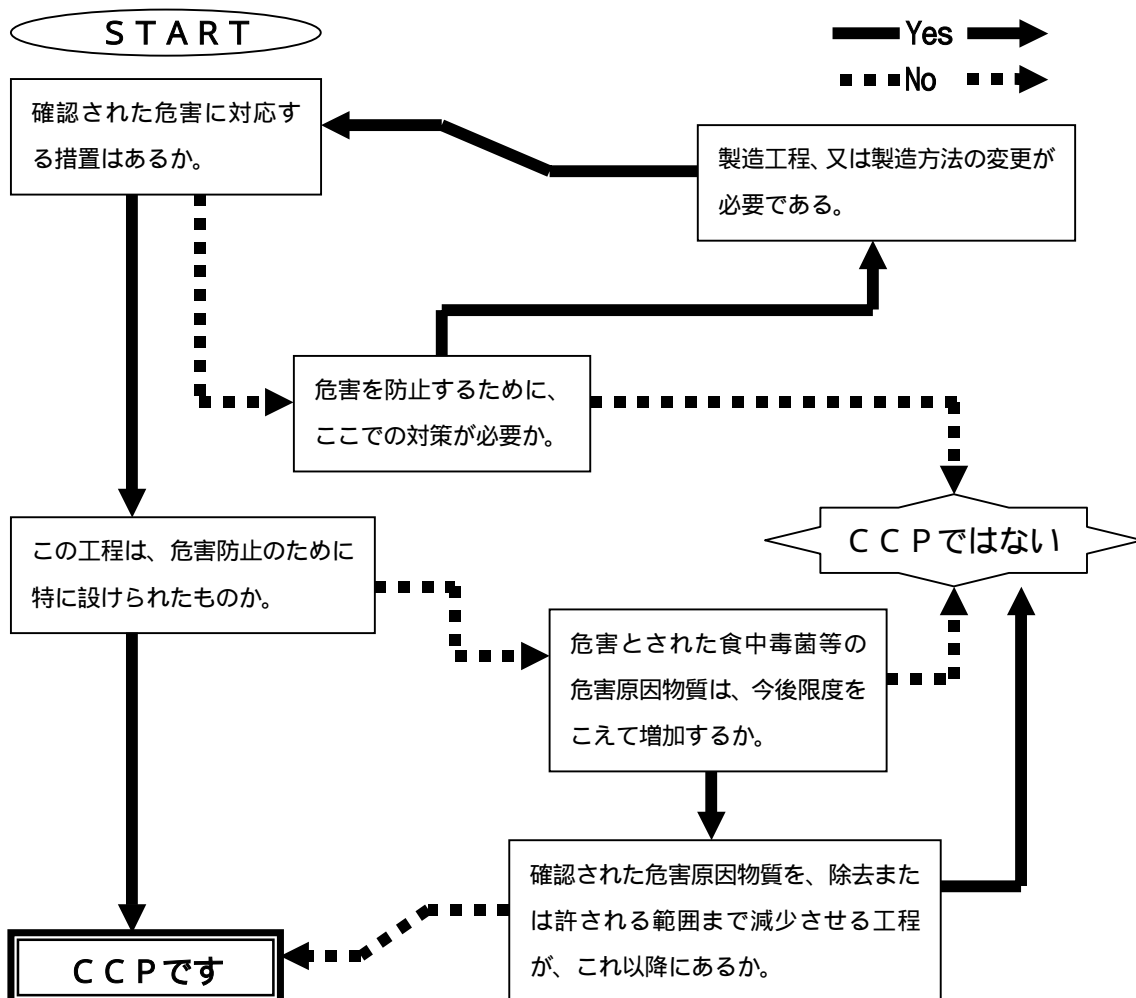 ＳＴＡＲＴ
Yes
No
確認された危害に対応す
る措置はあるか。
製造工程、又は製造方法の変更が
必要である。
危害を防止するために、
ここでの対策が必要か。
この工程は、危害防止のために
特に設けられたものか。
ＣＣＰではない
危害とされた食中毒菌等の
危害原因物質は、今後限度を
こえて増加するか。
確認された危害原因物質を、除去また
は許される範囲まで減少させる工程
が、これ以降にあるか。
ＣＣＰです